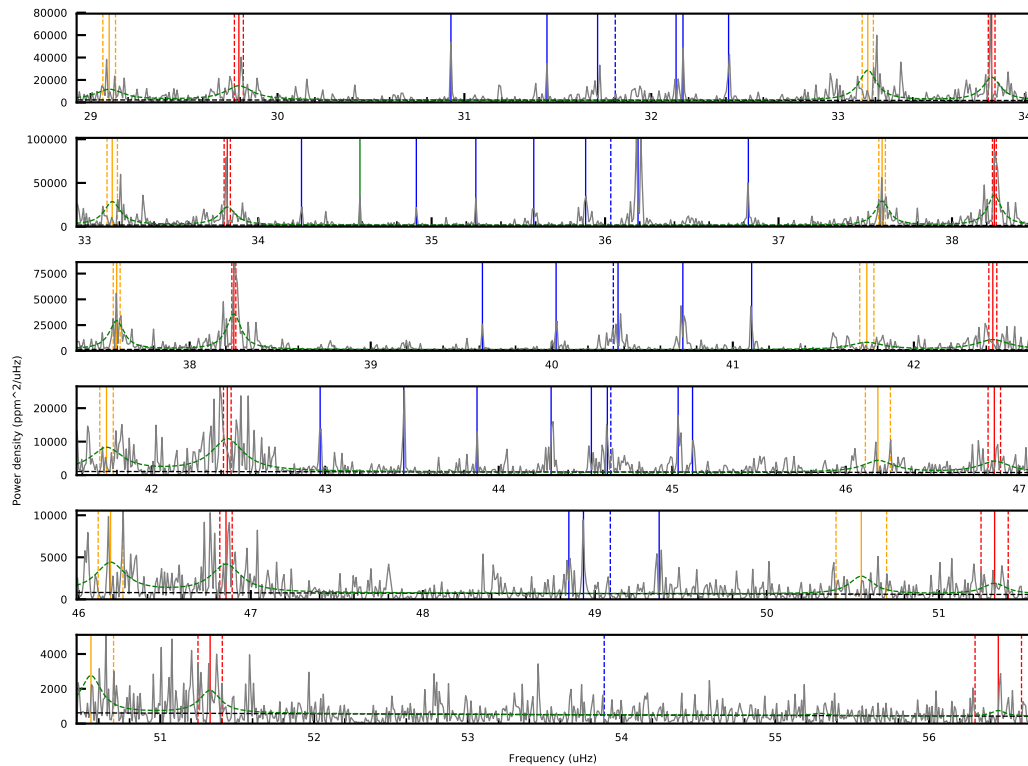 80000
60000
40000
20000
0
29 30 31 32 33 34
100000
50000
0
33 34 35 36 37 38
75000
50000
25000
0
38 39 40 41 42
20000
10000
0
42 43 44 45 46 47
10000
5000
0
46 47 48 49 50 51
4000
2000
0
51 52 53 54 55 56
Power density (ppm^2/uHz)
Frequency (uHz)